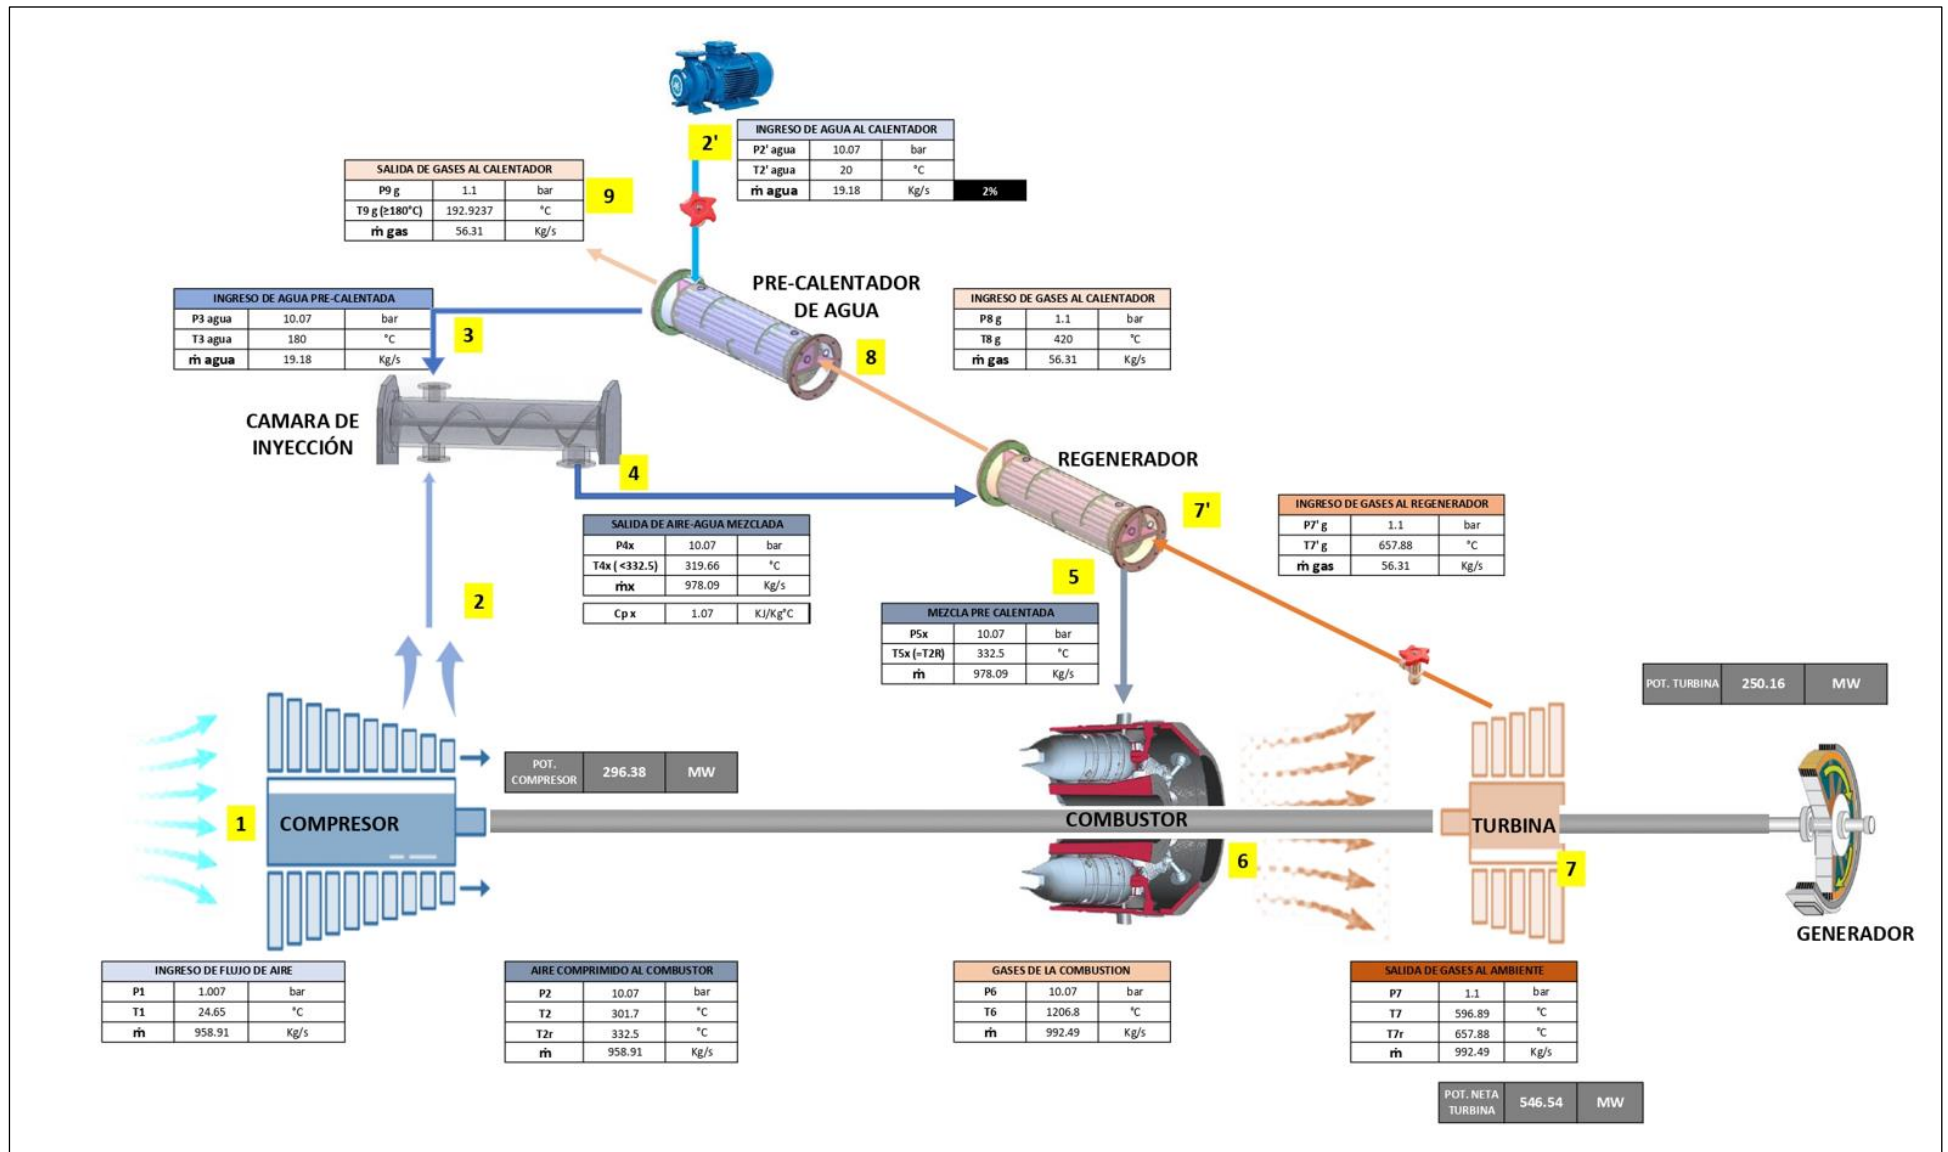 2'
INGRESO DE AGUA AL CALENTADOR
P2' agua 10.07 bar
T2' agua 20 °C
ṁ agua 19.18 Kg/s 2%
SALIDA DE GASES AL CALENTADOR
P9 g 1.1 bar
T9 g (≥180°C) 192.9237 °C
ṁ gas 56.31 Kg/s
9
PRE-CALENTADOR
DE AGUA
INGRESO DE AGUA PRE-CALENTADA
P3 agua 10.07 bar
T3 agua 180 °C
ṁ agua 19.18 Kg/s
3
8
INGRESO DE GASES AL CALENTADOR
P8 g 1.1 bar
T8 g 420 °C
ṁ gas 56.31 Kg/s
CAMARA DE
INYECCIÓN
4
REGENERADOR
7'
INGRESO DE GASES AL REGENERADOR
P7' g 1.1 bar
T7' g 657.88 °C
ṁ gas 56.31 Kg/s
SALIDA DE AIRE-AGUA MEZCLADA
P4x 10.07 bar
T4x ( <332.5) 319.66 °C
ṁx 978.09 Kg/s
Cp x 1.07 KJ/Kg°C
2
5
MEZCLA PRE CALENTADA
P5x 10.07 bar
T5x (=T2R) 332.5 °C
ṁ 978.09 Kg/s
POT. TURBINA 250.16 MW
POT.
COMPRESOR 296.38 MW
1
COMPRESOR
COMBUSTOR
TURBINA
6
7
GENERADOR
INGRESO DE FLUJO DE AIRE
P1 1.007 bar
T1 24.65 °C
ṁ 958.91 Kg/s
AIRE COMPRIMIDO AL COMBUSTOR
P2 10.07 bar
T2 301.7 °C
T2r 332.5 °C
ṁ 958.91 Kg/s
GASES DE LA COMBUSTION
P6 10.07 bar
T6 1206.8 °C
ṁ 992.49 Kg/s
SALIDA DE GASES AL AMBIENTE
P7 1.1 bar
T7 596.89 °C
T7r 657.88 °C
ṁ 992.49 Kg/s
POT. NETA
TURBINA 546.54 MW